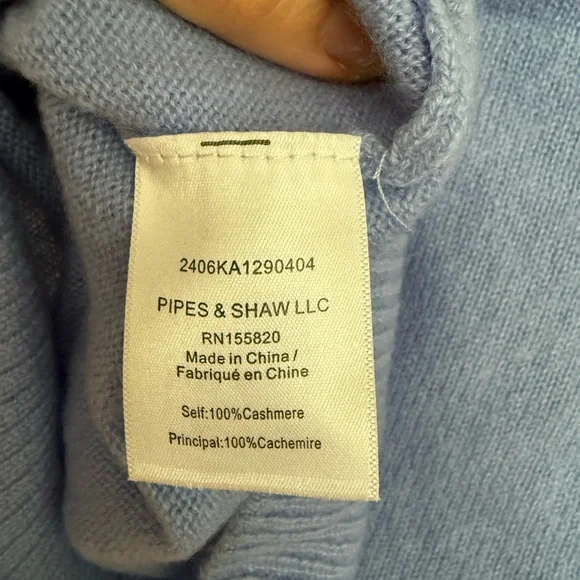 2406KA1290404
PIPES & SHAW LLC
RN155820
Made in China /
Fabriqué en Chine
Self:100%Cashmere
Principal:100%Cachemire